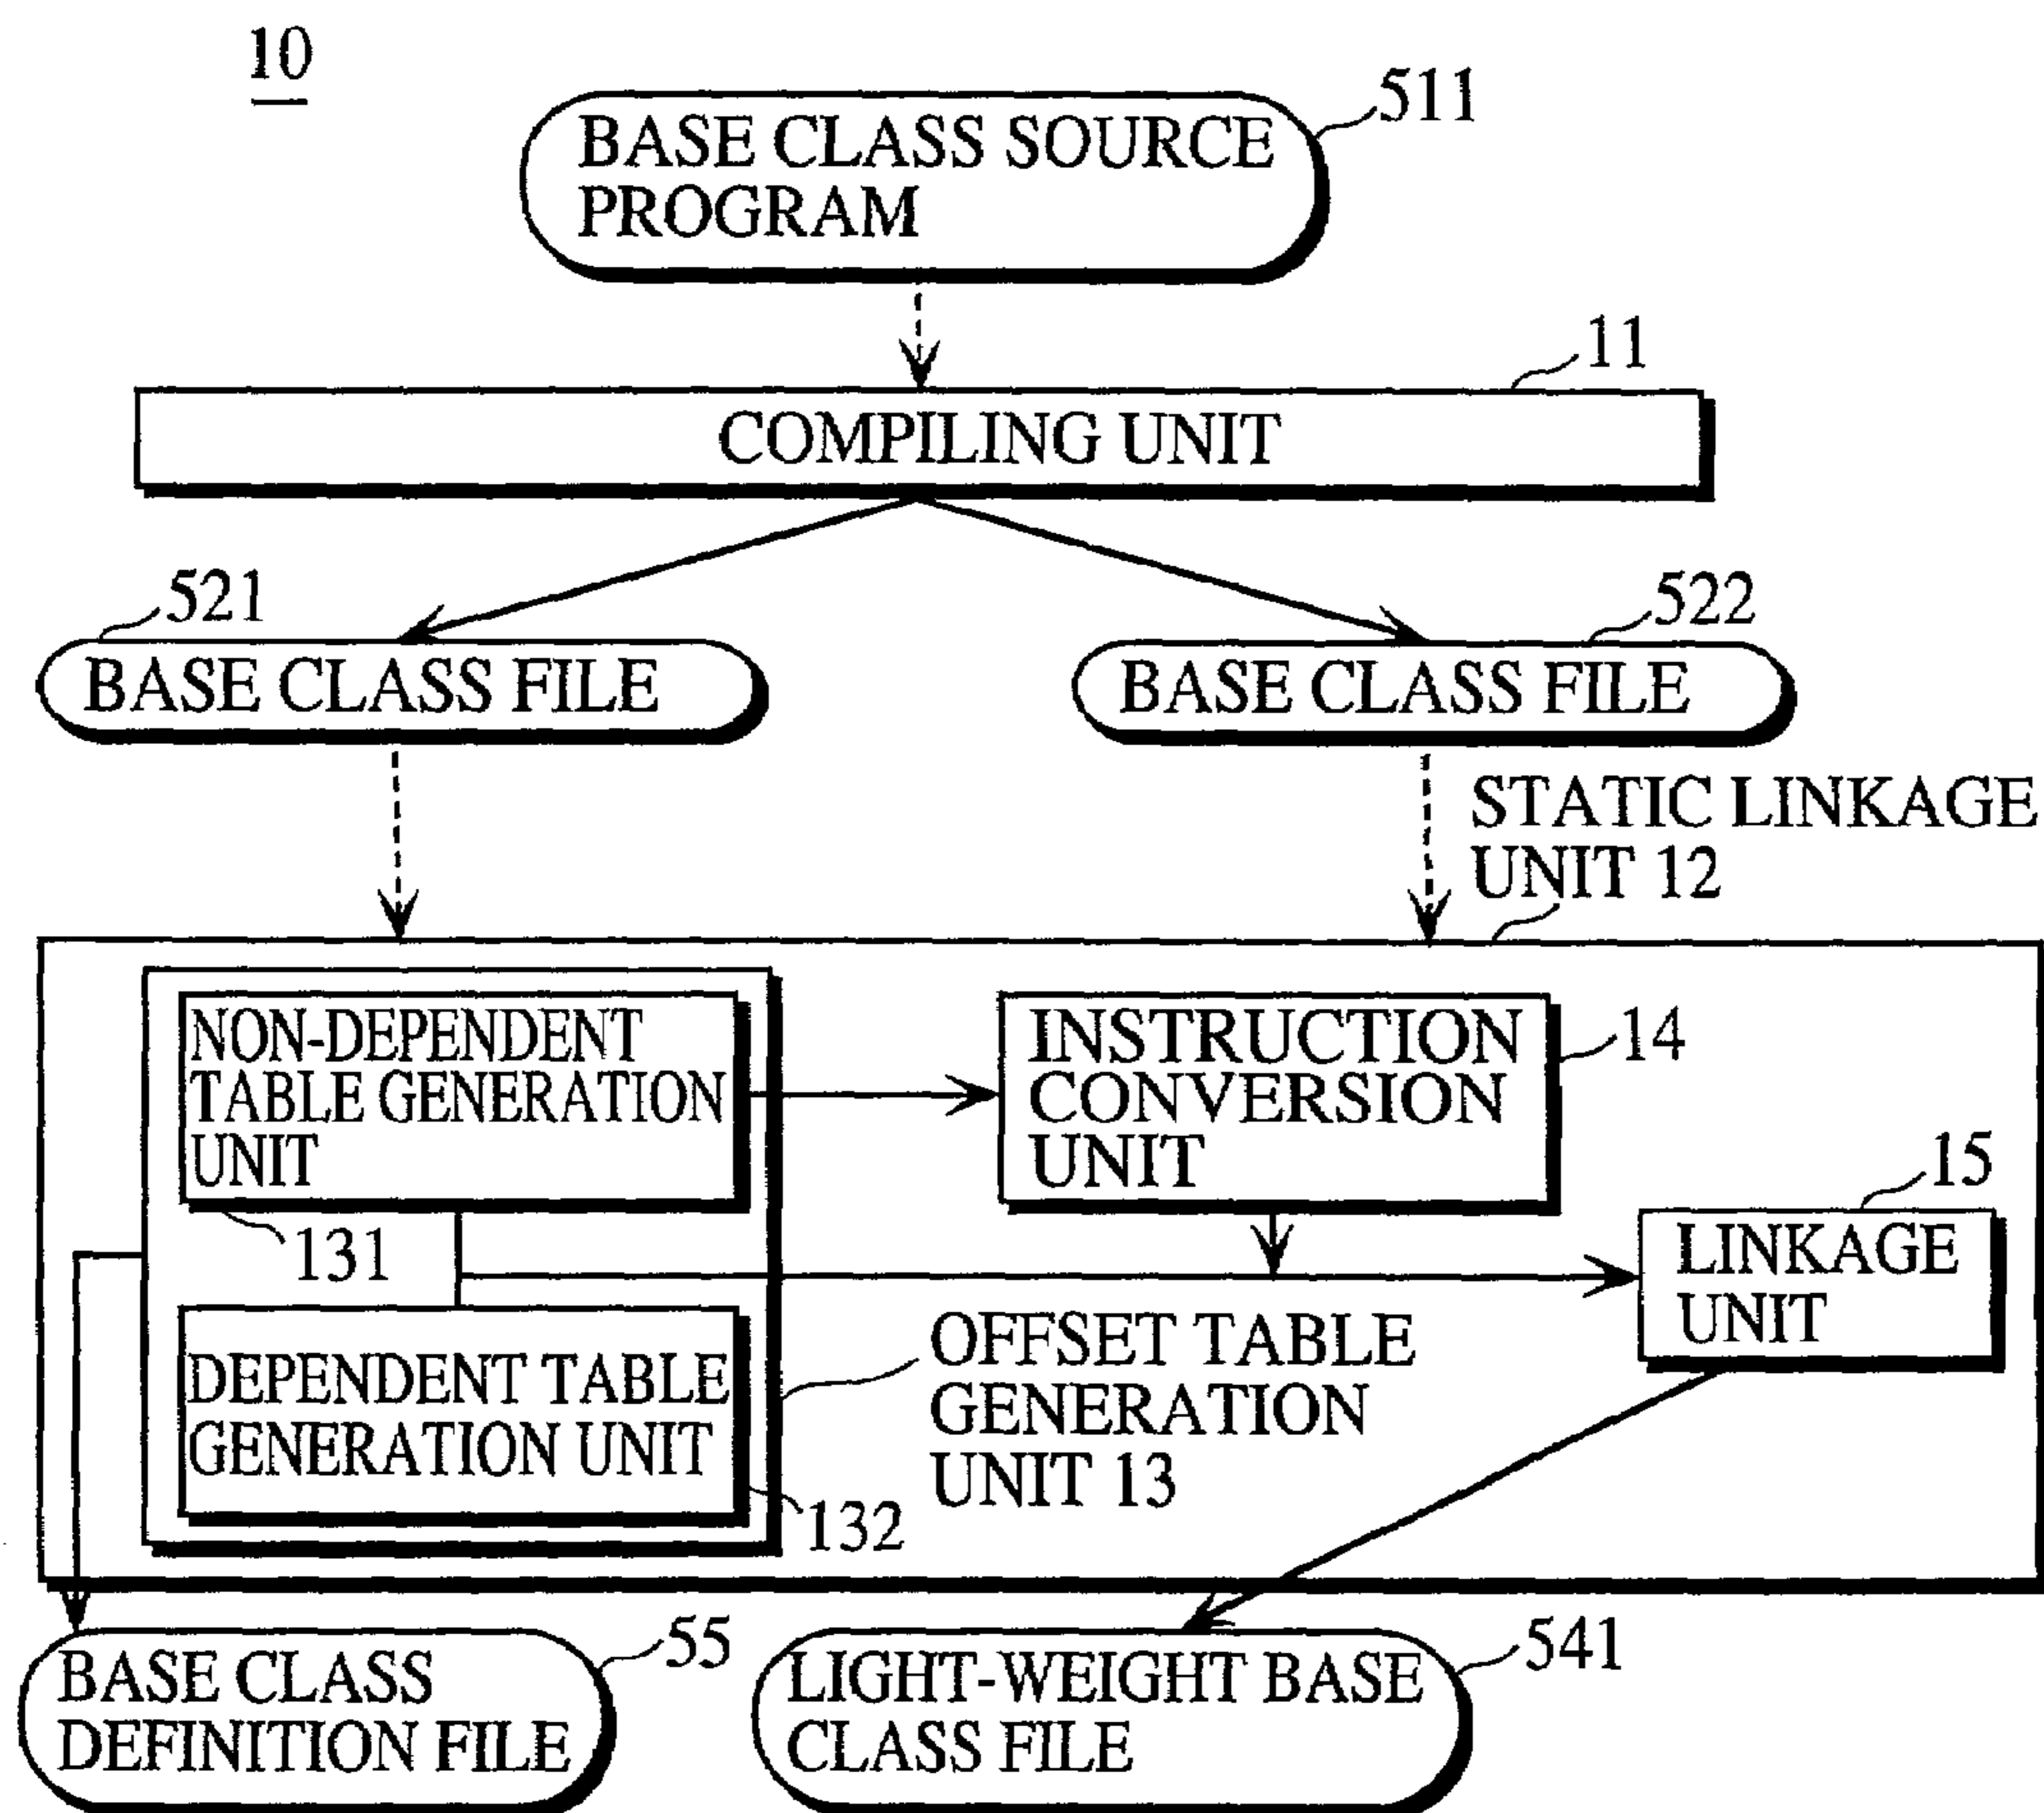 10
511
BASE CLASS SOURCE
PROGRAM
11
COMPILING UNIT
521
522
BASE CLASS FILE
BASE CLASS FILE
STATIC LINKAGE
UNIT 12
NON-DEPENDENT
TABLE GENERATION
UNIT
131
INSTRUCTION
CONVERSION
UNIT
14
15
LINKAGE
UNIT
DEPENDENT TABLE
GENERATION UNIT
132
OFFSET TABLE
GENERATION
UNIT 13
55
BASE CLASS
DEFINITION FILE
541
LIGHT-WEIGHT BASE
CLASS FILE